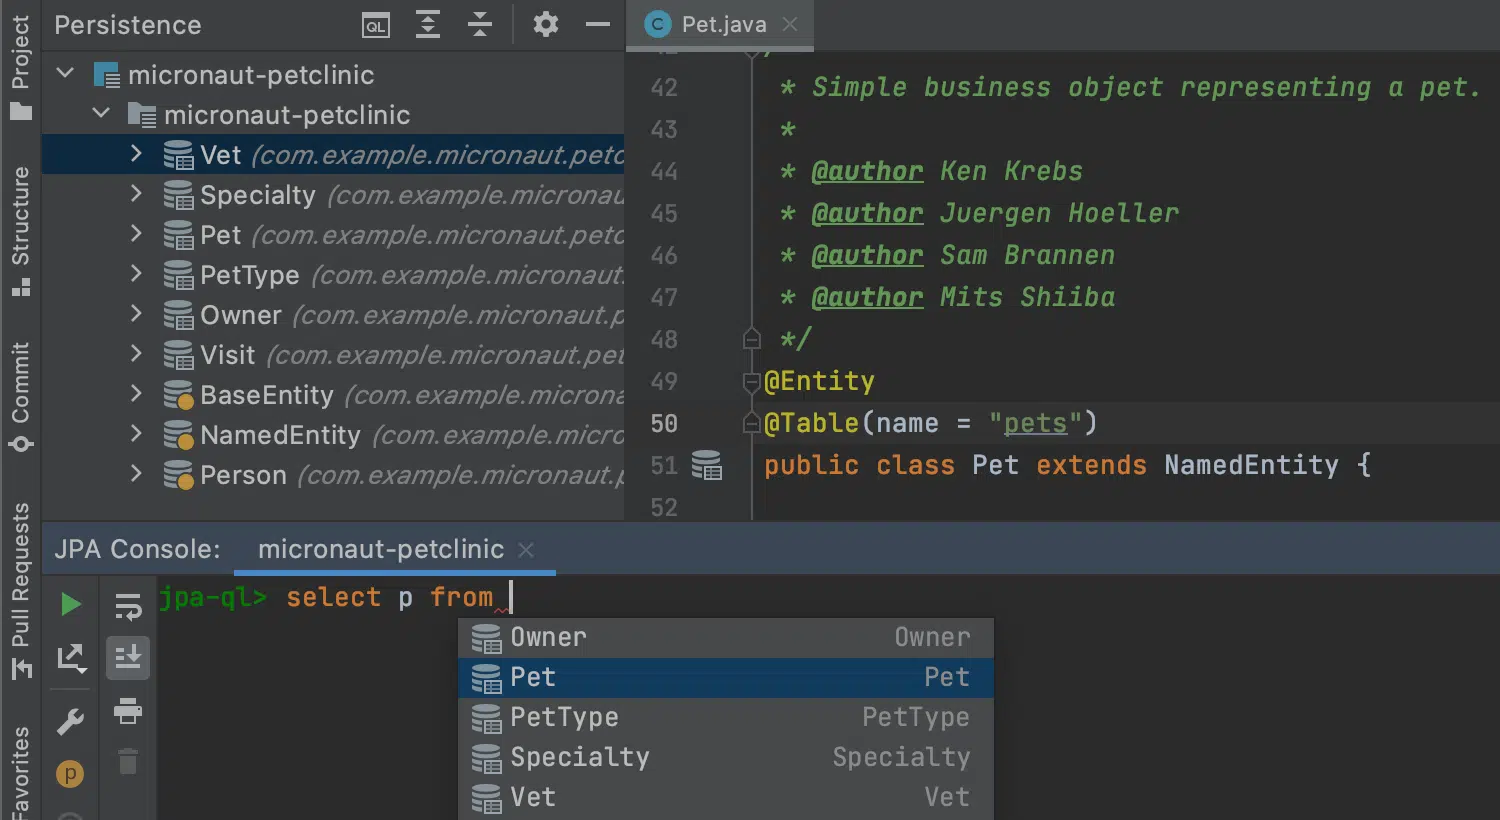 Project
Structure
Commit
Pull Requests
Favorites
Persistence
QL
micronaut-petclinic
micronaut-petclinic
Vet (com.example.micronaut.petc
Specialty (com.example.micronau
Pet (com.example.micronaut.petc
PetType (com.example.micronaut.
Owner (com.example.micronaut.p
Visit (com.example.micronaut.pet
BaseEntity (com.example.microna
NamedEntity (com.example.micro
Person (com.example.micronaut.p
C Pet.java
42 * Simple business object representing a pet.
43 *
44 * @author Ken Krebs
45 * @author Juergen Hoeller
46 * @author Sam Brannen
47 * @author Mits Shiiba
48 */
49 @Entity
50 @Table(name = "pets")
51 public class Pet extends NamedEntity {
52
JPA Console: micronaut-petclinic
jpa-ql> select p from
Owner Owner
Pet Pet
PetType PetType
Specialty Specialty
Vet Vet
p